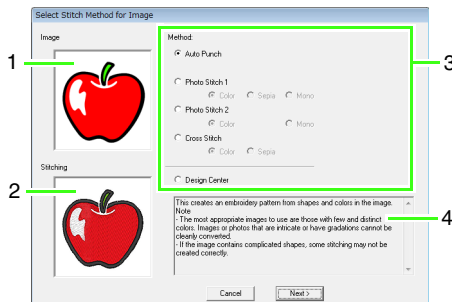 Select Stitch Method for Image
Image
Method:
1
Auto Punch
3
Photo Stitch 1
Color Sepia Mono
Photo Stitch 2
Color Mono
Cross Stitch
Color Sepia
Stitching
Design Center
2
This creates an embroidery pattern from shapes and colors in the image.
Note
- The most appropriate images to use are those with few and distinct
4
colors. Images or photos that are intricate or have gradations cannot be
cleanly converted.
- If the image contains complicated shapes, some stitching may not be
created correctly.
Cancel Next >